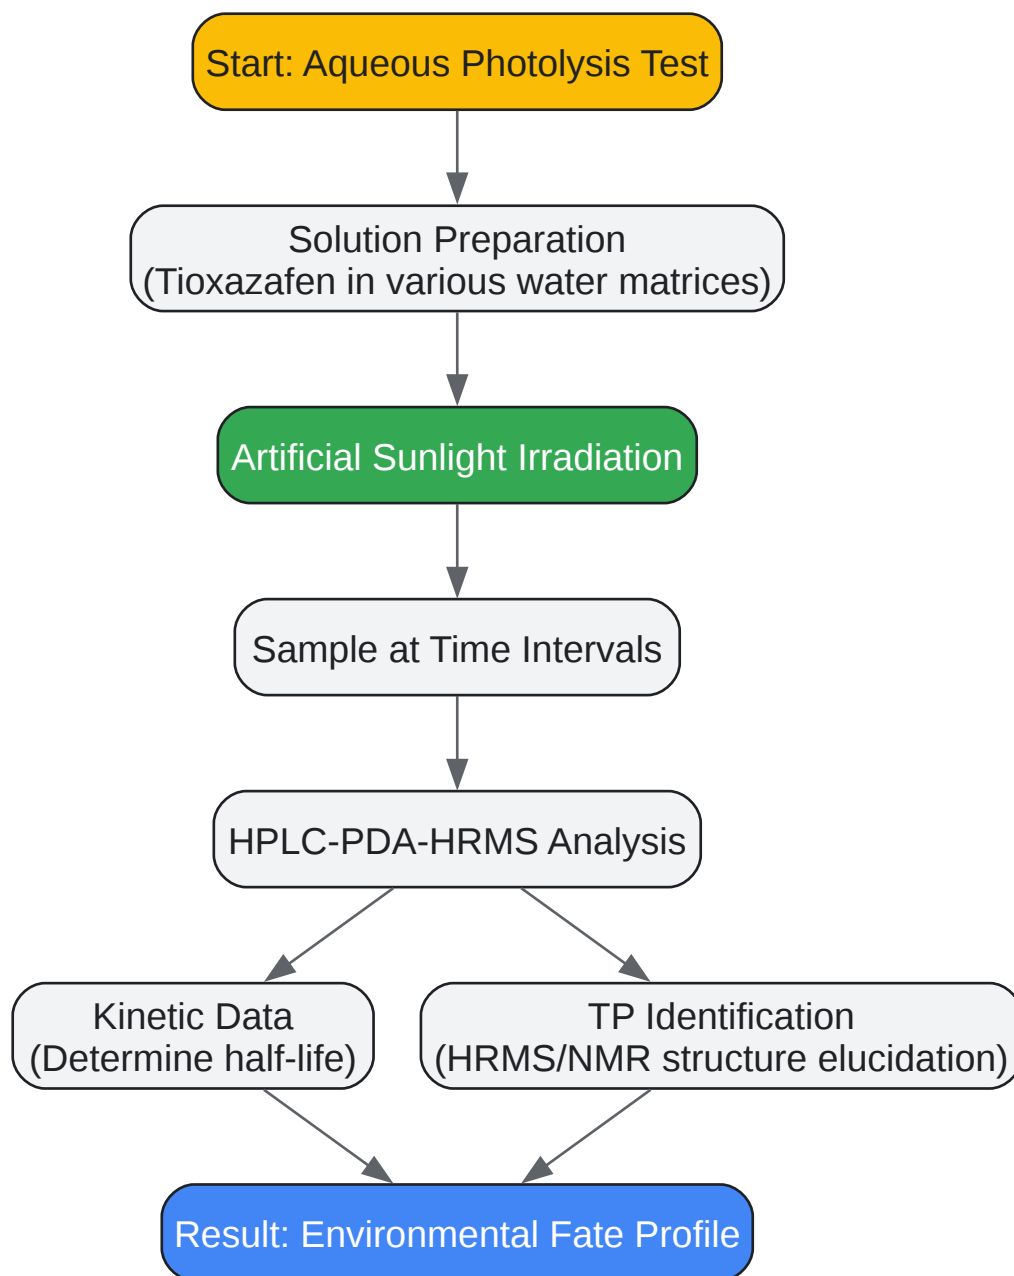 Start: Aqueous Photolysis Test
Solution Preparation
(Tioxazafen in various water matrices)
Artificial Sunlight Irradiation
Sample at Time Intervals
HPLC-PDA-HRMS Analysis
Kinetic Data
(Determine half-life)
TP Identification
(HRMS/NMR structure elucidation)
Result: Environmental Fate Profile